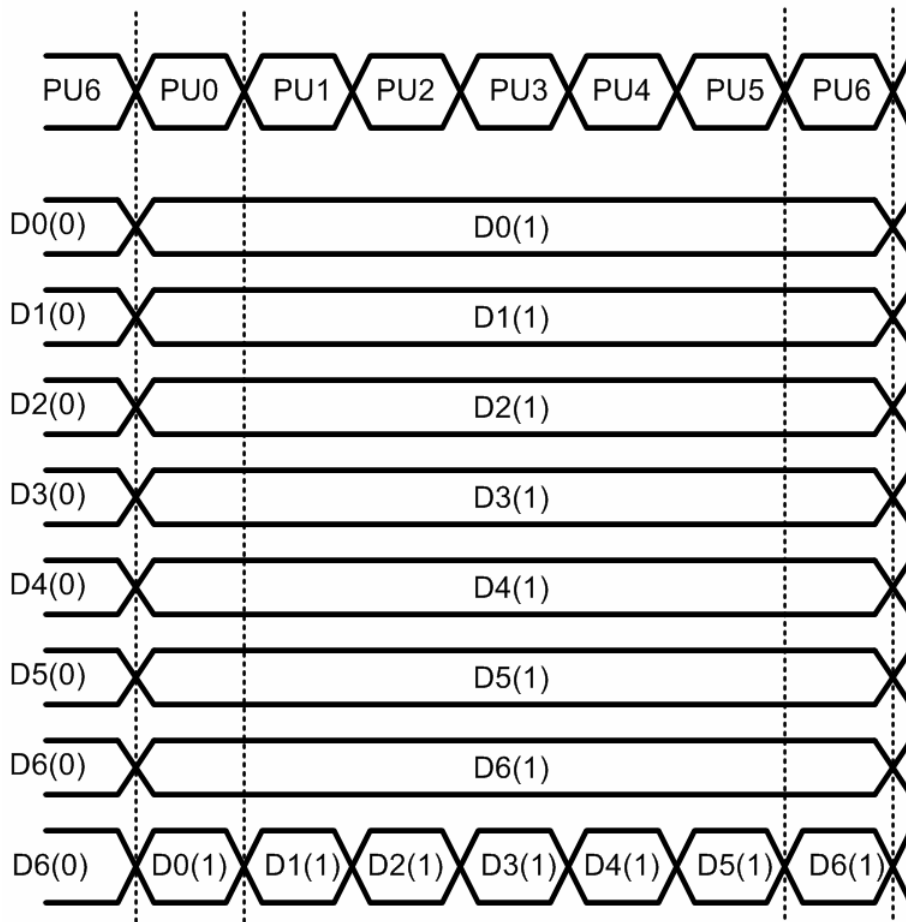 PU6 PU0 PU1 PU2 PU3 PU4 PU5 PU6
D0(0) D0(1)
D1(0) D1(1)
D2(0) D2(1)
D3(0) D3(1)
D4(0) D4(1)
D5(0) D5(1)
D6(0) D6(1)
D6(0) D0(1) D1(1) D2(1) D3(1) D4(1) D5(1) D6(1)